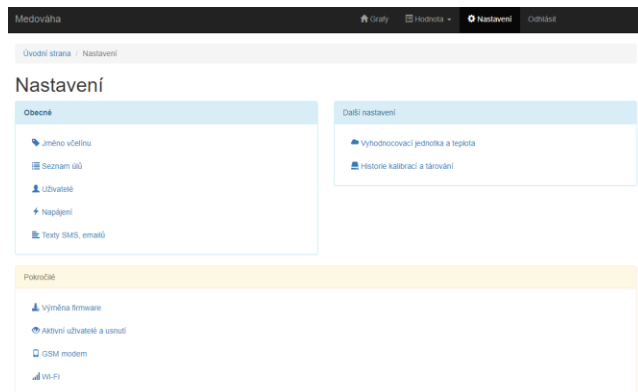 Medováha
Grafy
Hodnota
Nastavení
Odhlásit
Úvodní strana / Nastavení
Nastavení
Obecné
Jméno včelínu
Seznam úlů
Uživatelé
Napájení
Texty SMS, emailů
Další nastavení
Vyhodnocovací jednotka a teplota
Historie kalibrací a tárování
Pokročilé
Výměna firmware
Aktivní uživatelé a usnutí
GSM modem
Wi-Fi